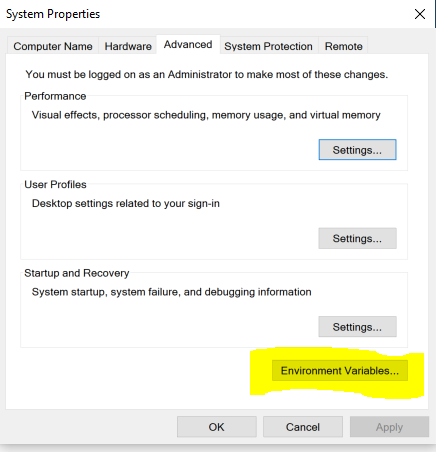 System Properties
Computer Name Hardware Advanced System Protection Remote
You must be logged on as an Administrator to make most of these changes.
Performance
Visual effects, processor scheduling, memory usage, and virtual memory
Settings...
User Profiles
Desktop settings related to your sign-in
Settings...
Startup and Recovery
System startup, system failure, and debugging information
Settings...
Environment Variables...
OK Cancel Apply